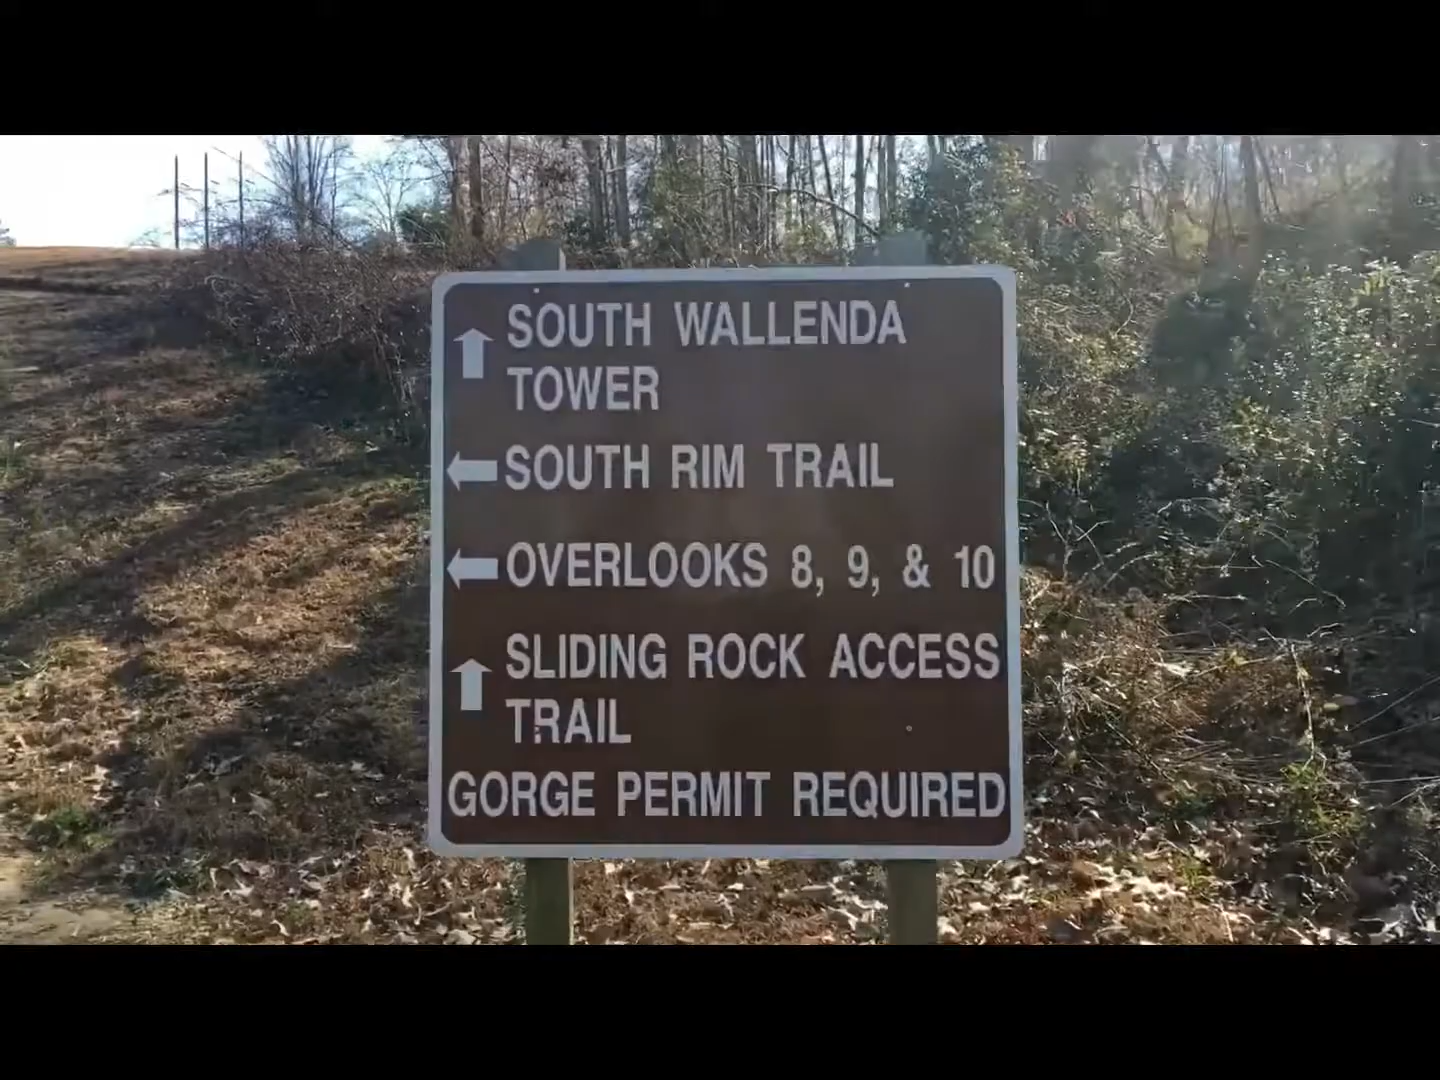 SOUTH WALLENDA
TOWER
SOUTH RIM TRAIL
OVERLOOKS 8, 9, & 10
SLIDING ROCK ACCESS
TRAIL
GORGE PERMIT REQUIRED